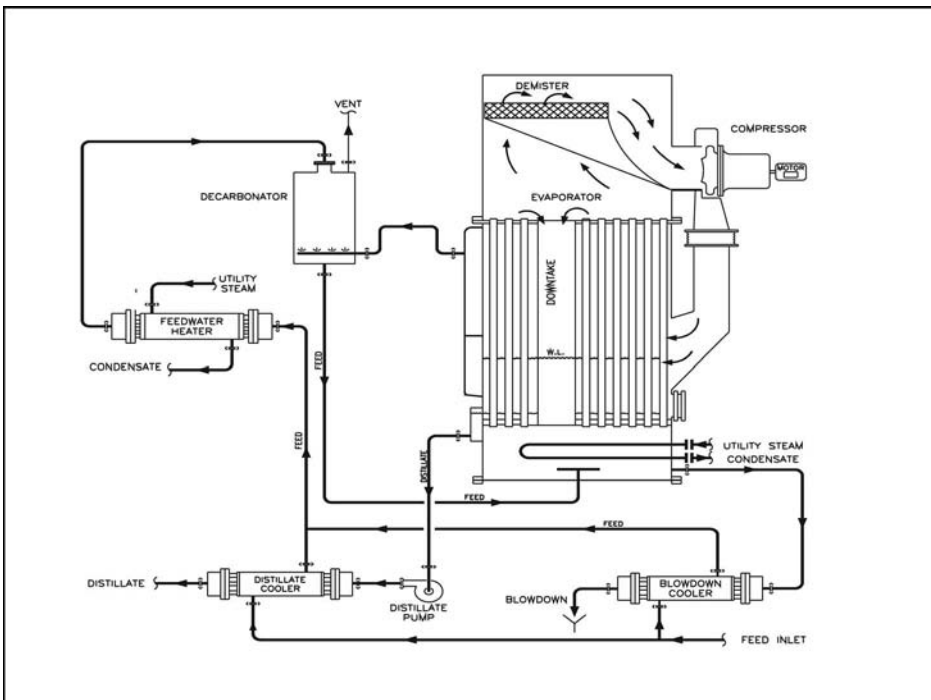 DEMISTER
VENT
COMPRESSOR
MOTOR
DECARBONATOR
EVAPORATOR
DOWNTAKE
UTILITY
STEAM
FEEDWATER
HEATER
CONDENSATE
W.L.
FEED
FEED
DISTILLATE
UTILITY STEAM
CONDENSATE
FEED
FEED
DISTILLATE
DISTILLATE
COOLER
DISTILLATE
PUMP
BLOWDOWN
BLOWDOWN
COOLER
FEED INLET